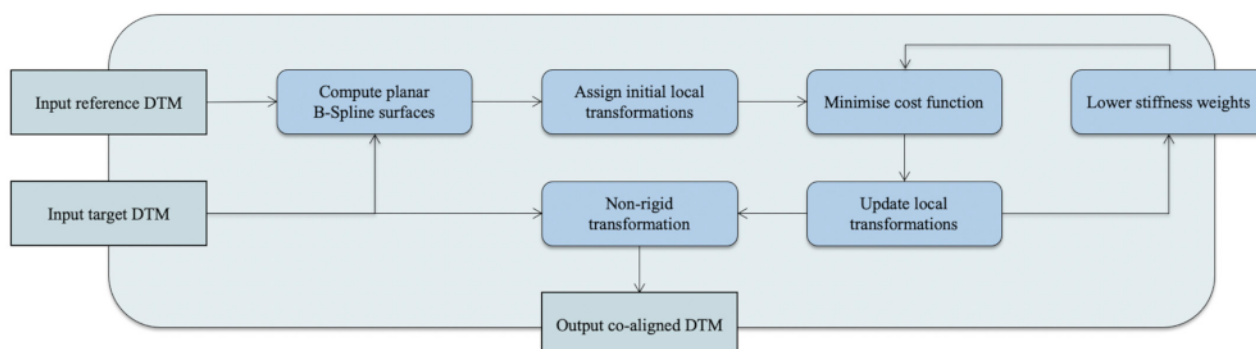 Input reference DTM
Compute planar
B-Spline surfaces
Assign initial local
transformations
Minimise cost function
Lower stiffness weights
Input target DTM
Non-rigid
transformation
Update local
transformations
Output co-aligned DTM